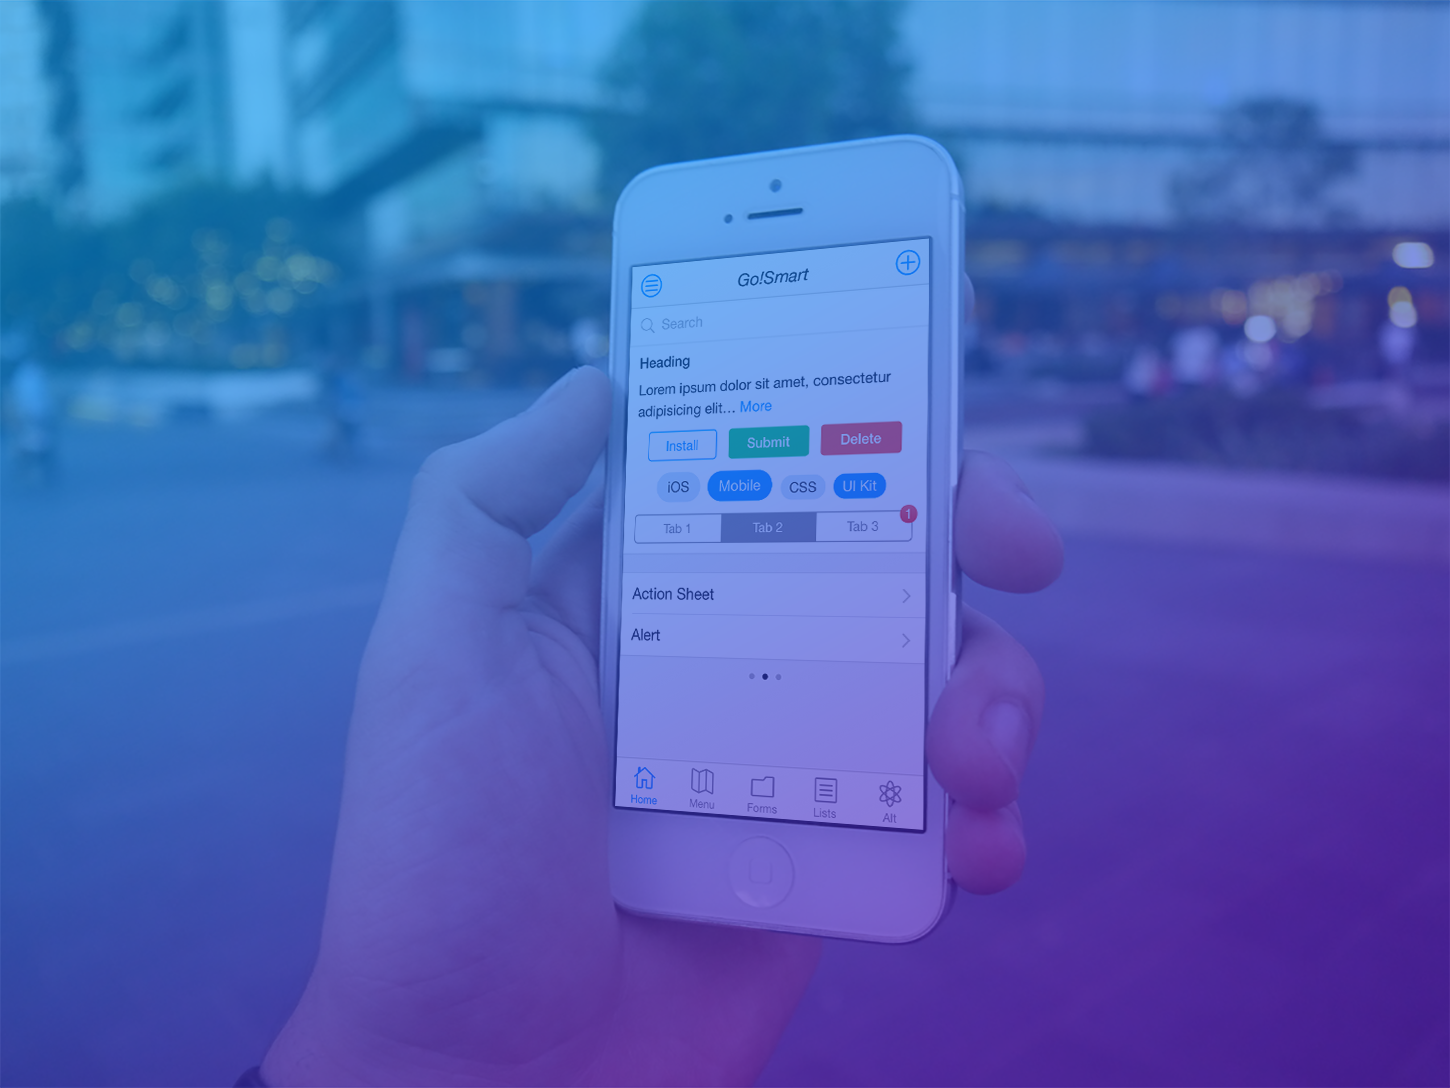 Go!Smart
Search
Heading
Lorem ipsum dolor sit amet, consectetur
adipisicing elit... More
Install Submit Delete
iOS Mobile CSS UI Kit
Tab 1 Tab 2 Tab 3 1
Action Sheet
Alert
Home Menu Forms Lists Alt